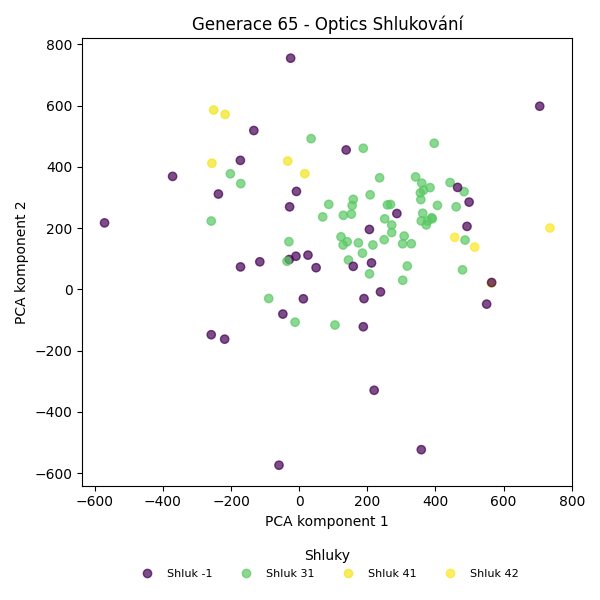 Generace 65 - Optics Shlukování
800
600
400
200
0
−200
−400
−600
PCA komponent 2
−600 −400 −200 0 200 400 600 800
PCA komponent 1
Shluky
Shluk -1 Shluk 31 Shluk 41 Shluk 42